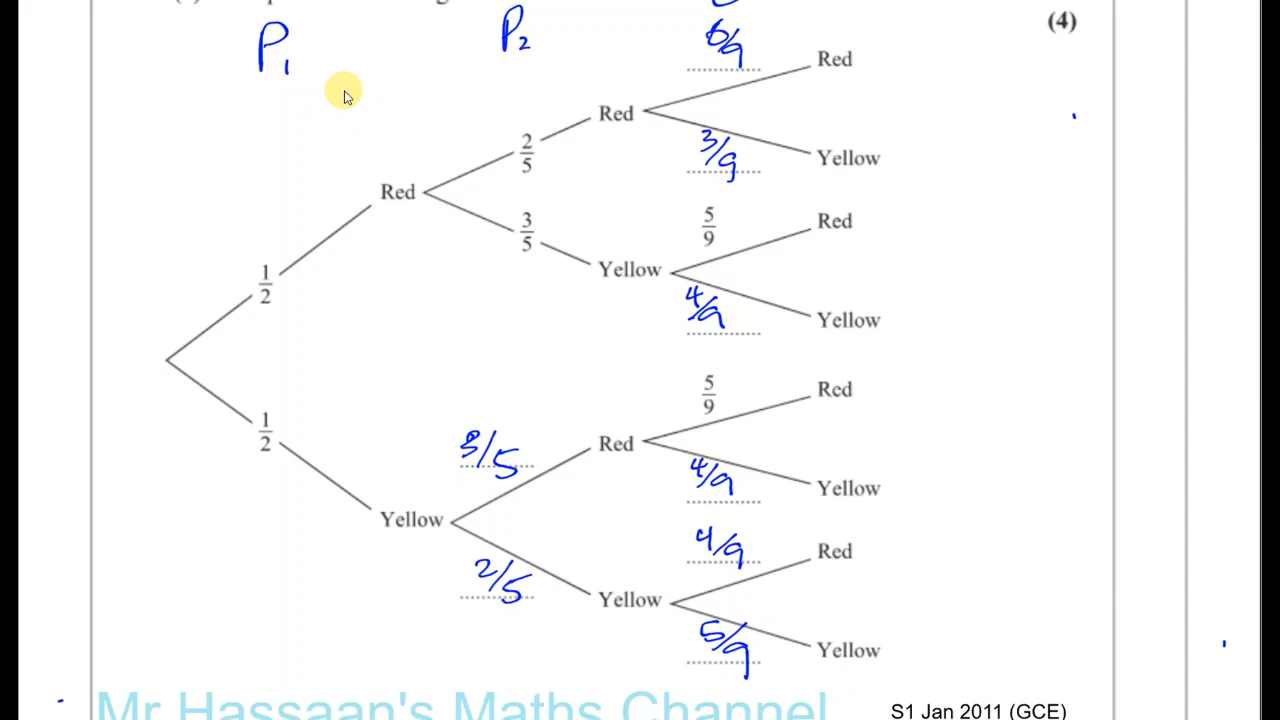 (4)
P₁
P₂
6/9
Red
Red
2/5
3/9
Yellow
Red
3/5
5/9
Red
1/2
Yellow
4/9
Yellow
5/9
Red
1/2
3/5
Red
4/9
Yellow
Yellow
4/9
Red
2/5
Yellow
5/9
Yellow
Mr Hassaan's Maths Channel
S1 Jan 2011 (GCE)